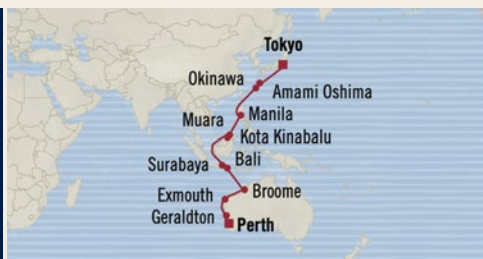 Tokyo
Okinawa
Amami Oshima
Manila
Muara
Kota Kinabalu
Surabaya
Bali
Broome
Exmouth
Geraldton
Perth